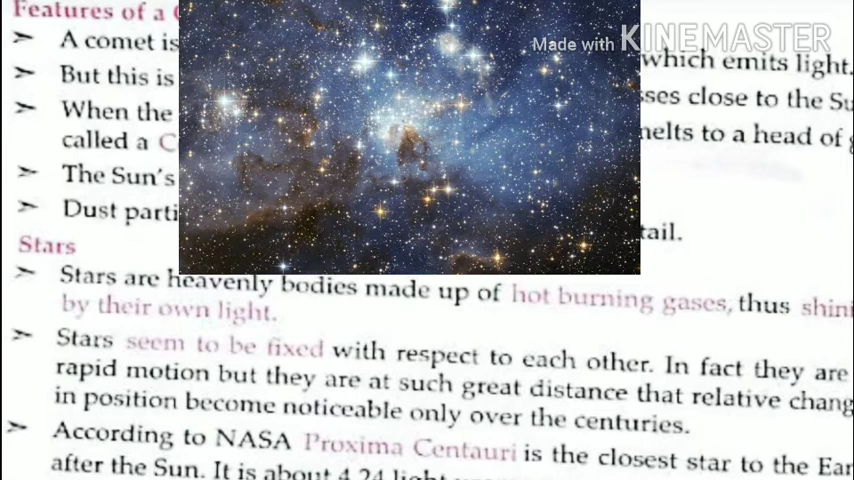 Features of a
➤ A comet is which emits light.
➤ But this is sses close to the Su
➤ When the melts to a head of g
called a C
➤ The Sun's
➤ Dust parti tail.
Made with KINEMASTER
Stars
➤ Stars are heavenly bodies made up of hot burning gases, thus shini
by their own light.
➤ Stars seem to be fixed with respect to each other. In fact they are
rapid motion but they are at such great distance that relative chang
in position become noticeable only over the centuries.
➤ According to NASA Proxima Centauri is the closest star to the Ear
after the Sun. It is about 4.24 light